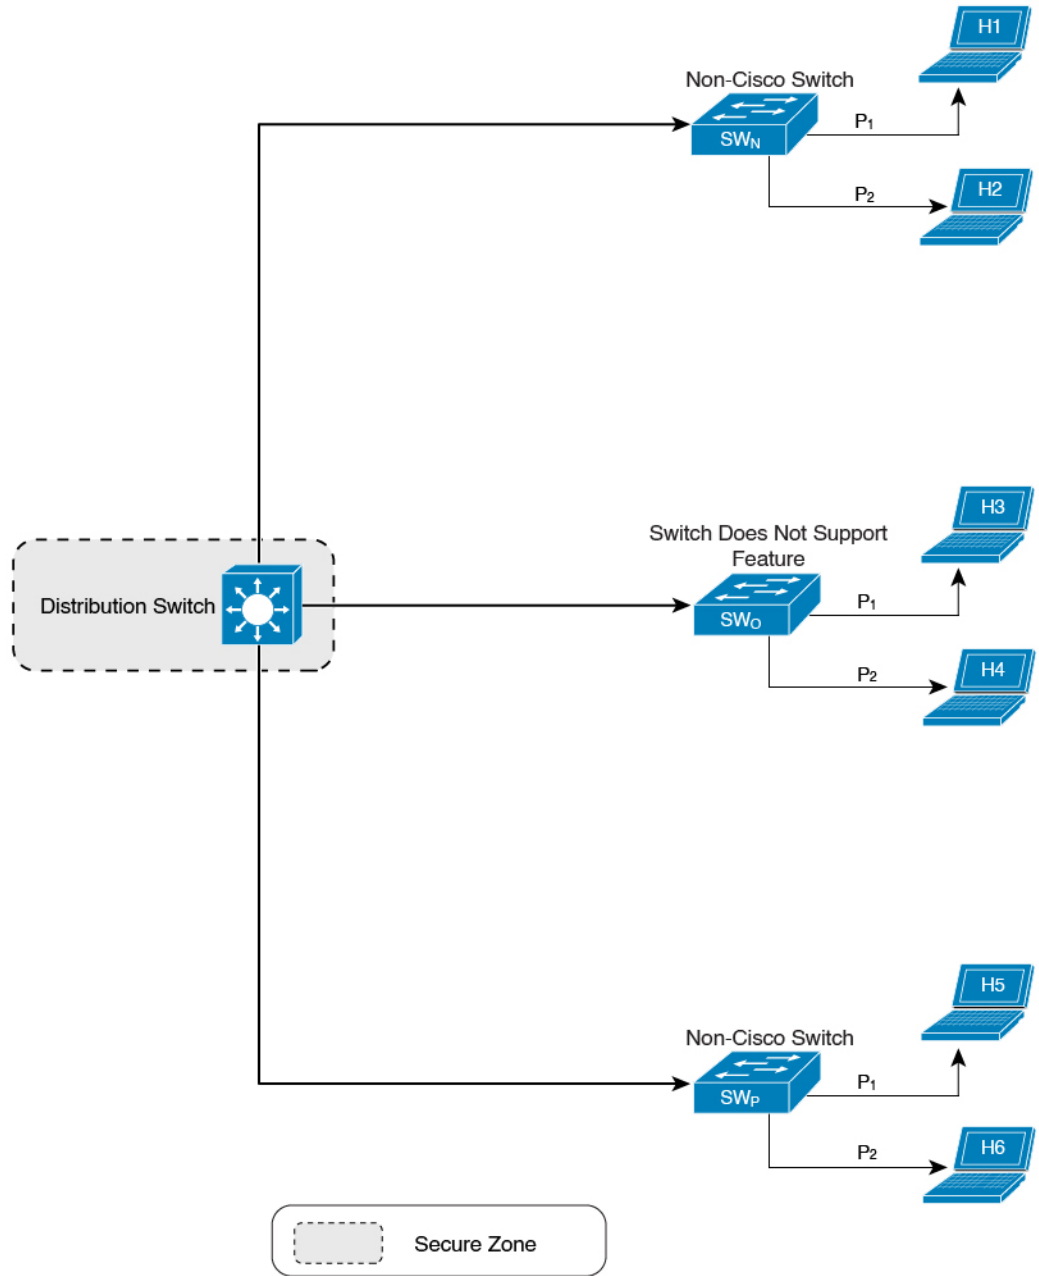 H1
Non-Cisco Switch
SWN
P1
H2
P2
H3
Switch Does Not Support
Feature
Distribution Switch
SWO
P1
H4
P2
H5
Non-Cisco Switch
SWP
P1
H6
P2
Secure Zone